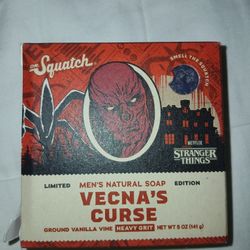 DR.
Squatch
SMELL THE SQUATCH
NETFLIX
STRANGER
THINGS
LIMITED MEN'S NATURAL SOAP EDITION
VECNA'S
CURSE
GROUND VANILLA VINE HEAVY GRIT NET WT 5 OZ (141 g)